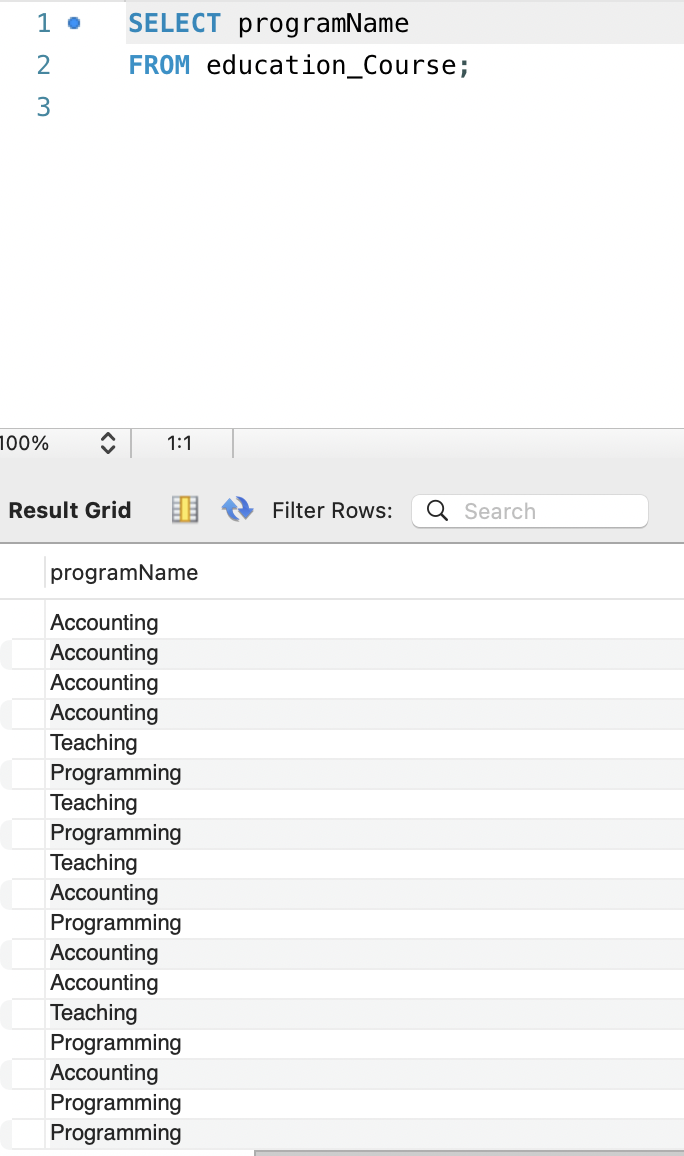 1 SELECT programName
2 FROM education_Course;
3
100% 1:1
Result Grid Filter Rows: Search
programName
Accounting
Accounting
Accounting
Accounting
Teaching
Programming
Teaching
Programming
Teaching
Accounting
Programming
Accounting
Accounting
Teaching
Programming
Accounting
Programming
Programming